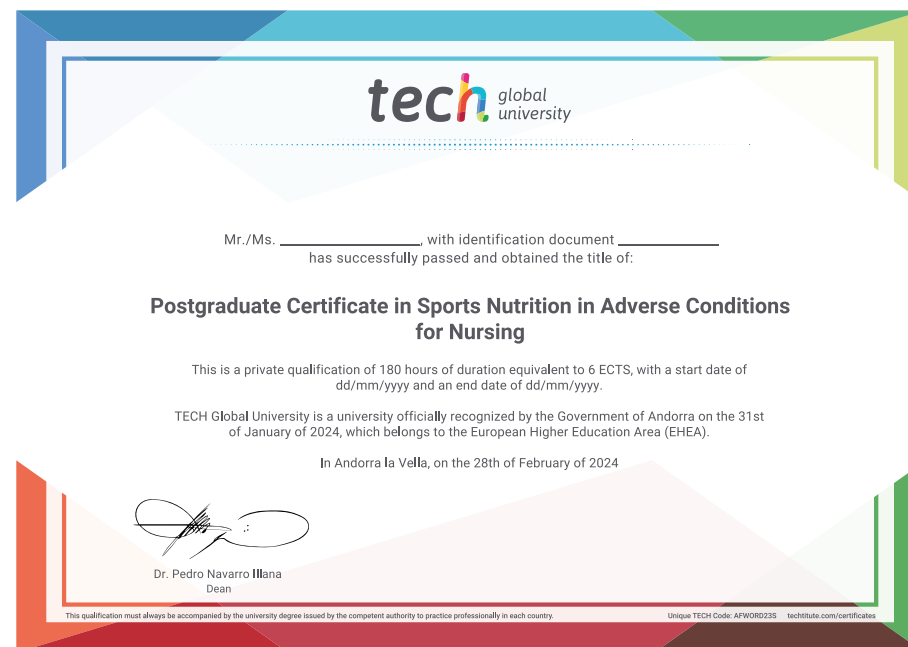 tech global
university
Mr./Ms. ____________, with identification document ____________
has successfully passed and obtained the title of:
Postgraduate Certificate in Sports Nutrition in Adverse Conditions
for Nursing
This is a private qualification of 180 hours of duration equivalent to 6 ECTS, with a start date of
dd/mm/yyyy and an end date of dd/mm/yyyy.
TECH Global University is a university officially recognized by the Government of Andorra on the 31st
of January of 2024, which belongs to the European Higher Education Area (EHEA).
In Andorra la Vella, on the 28th of February of 2024
Dr. Pedro Navarro Illana
Dean
This qualification must always be accompanied by the university degree issued by the competent authority to practice professionally in each country. Unique TECH Code: AFWORD23S techtitute.com/certificates